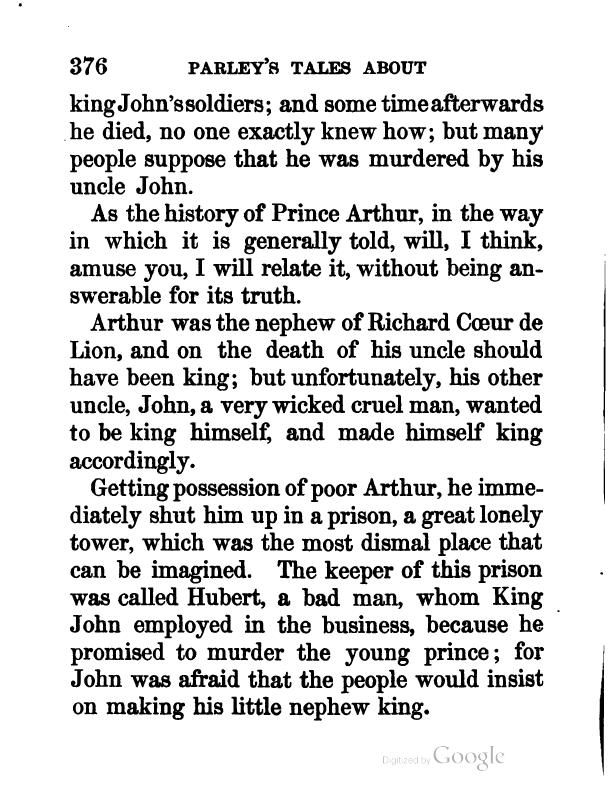 376 PARLEY'S TALES ABOUT
king John's soldiers; and some time afterwards
he died, no one exactly knew how; but many
people suppose that he was murdered by his
uncle John.
As the history of Prince Arthur, in the way
in which it is generally told, will, I think,
amuse you, I will relate it, without being an-
swerable for its truth.
Arthur was the nephew of Richard Cœur de
Lion, and on the death of his uncle should
have been king; but unfortunately, his other
uncle, John, a very wicked cruel man, wanted
to be king himself, and made himself king
accordingly.
Getting possession of poor Arthur, he imme-
diately shut him up in a prison, a great lonely
tower, which was the most dismal place that
can be imagined. The keeper of this prison
was called Hubert, a bad man, whom King
John employed in the business, because he
promised to murder the young prince; for
John was afraid that the people would insist
on making his little nephew king.
Digitized by Google